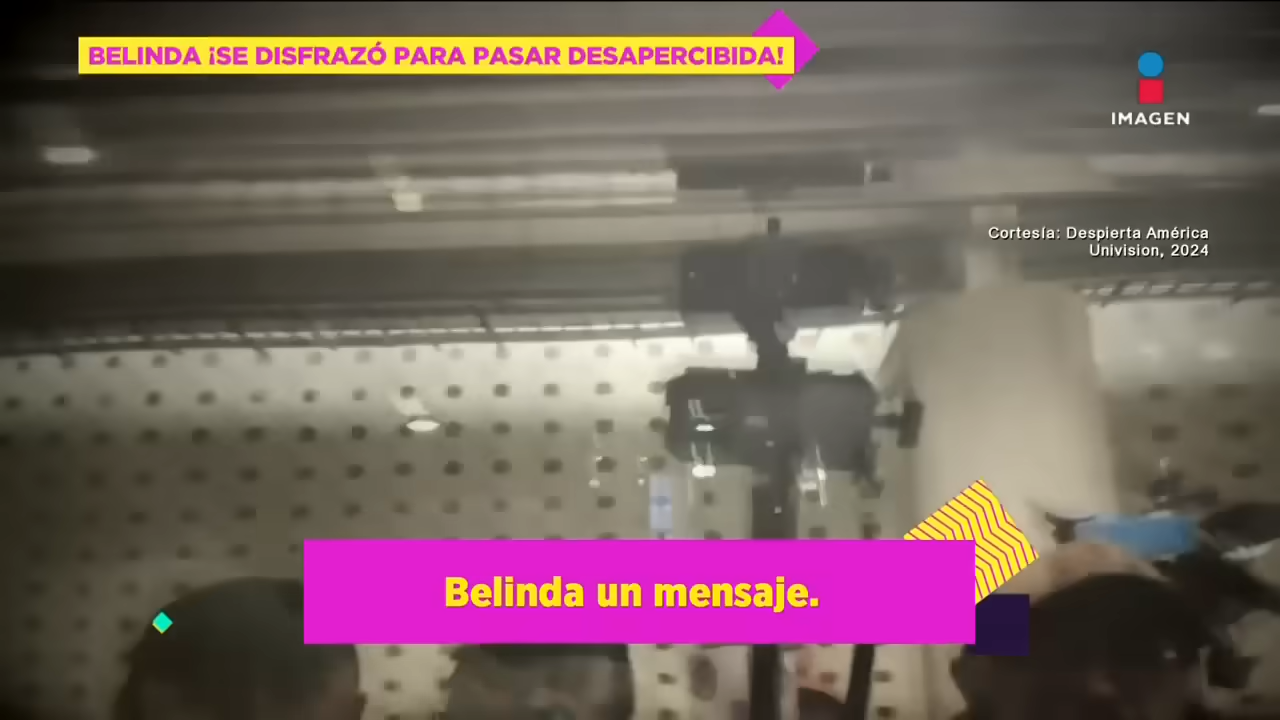 BELINDA ¡SE DISFRAZÓ PARA PASAR DESAPERCIBIDA!
IMAGEN
Cortesía: Despierta América
Univision, 2024
Belinda un mensaje.